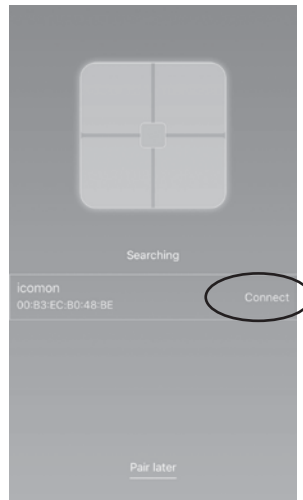 Searching
icomon
00:B3:EC:B0:48:BE
Connect
Pair later